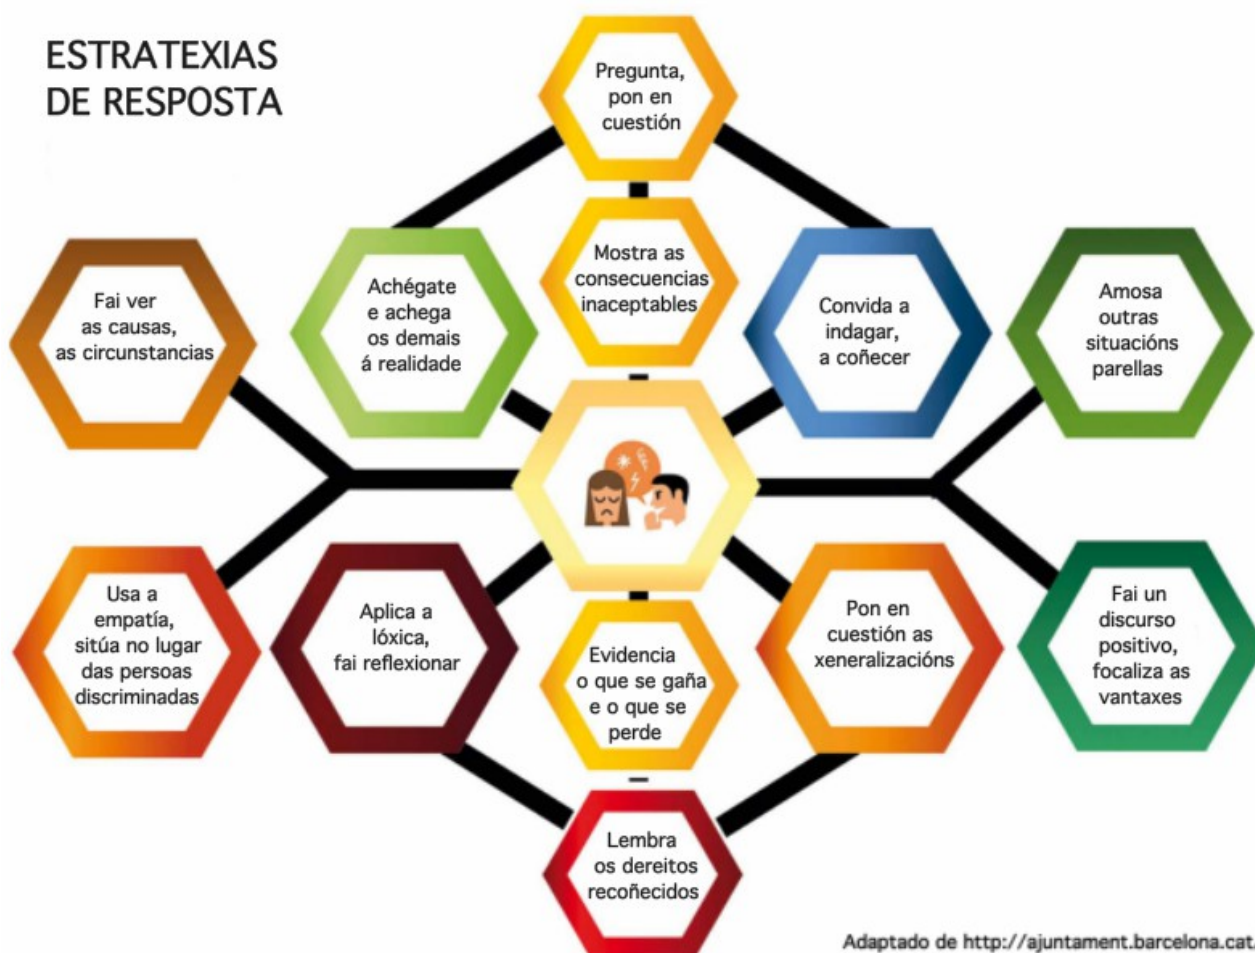 ESTRATEXIAS
DE RESPOSTA
Pregunta,
pon en
cuestión
Mostra as
consecuencias
inaceptables
Fai ver
as causas,
as circunstancias
Achégate
e achega
os demais
á realidade
Convida a
indagar,
a coñecer
Amosa
outras
situacións
parellas
Usa a
empatía,
sitúa no lugar
das persoas
discriminadas
Aplica a
lóxica,
fai reflexionar
Evidencia
o que se gaña
e o que se
perde
Pon en
cuestión as
xeneralizacións
Fai un
discurso
positivo,
focaliza as
vantaxes
Lembra
os dereitos
recoñecidos
Adaptado de http://ajuntament.barcelona.cat.